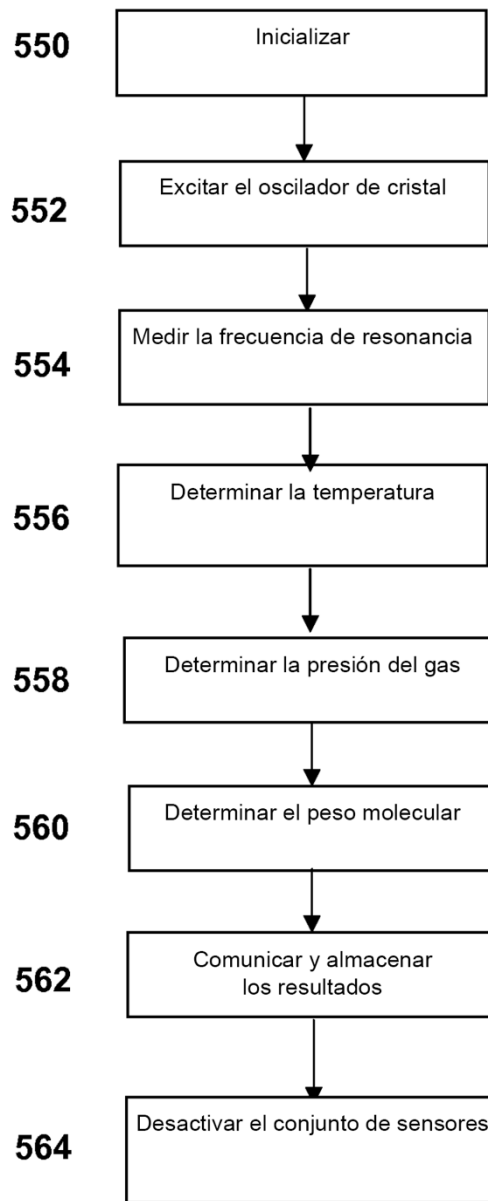 550
Inicializar
552
Excitar el oscilador de cristal
554
Medir la frecuencia de resonancia
556
Determinar la temperatura
558
Determinar la presión del gas
560
Determinar el peso molecular
562
Comunicar y almacenar
los resultados
564
Desactivar el conjunto de sensores